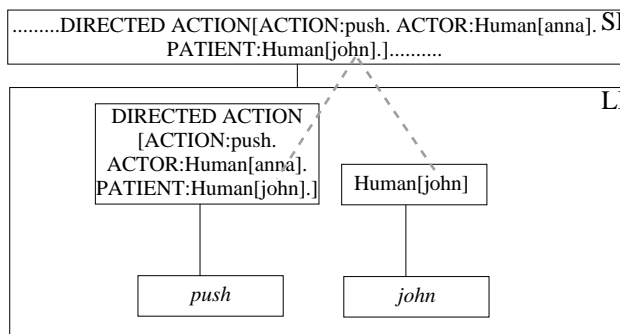 .........DIRECTED ACTION[ACTION:push. ACTOR:Human[anna].
PATIENT:Human[john].]..........
DIRECTED ACTION
[ACTION:push.
ACTOR:Human[anna].
PATIENT:Human[john].]
Human[john]
push
john